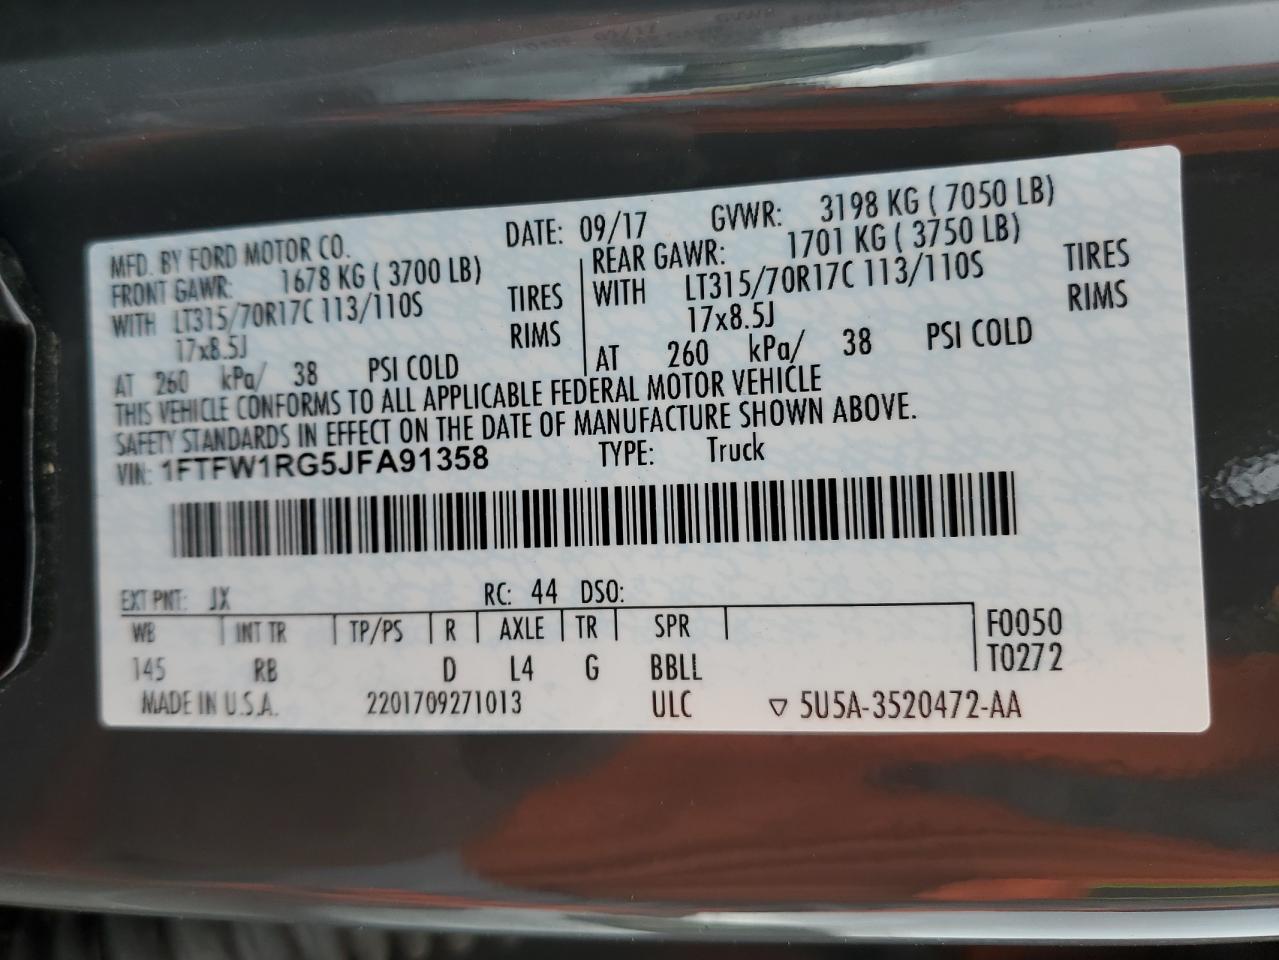 MFD. BY FORD MOTOR CO. DATE: 09/17 GVWR: 3198 KG ( 7050 LB)
FRONT GAWR: 1678 KG ( 3700 LB) REAR GAWR: 1701 KG ( 3750 LB)
WITH LT315/70R17C 113/110S TIRES WITH LT315/70R17C 113/110S TIRES
17x8.5J RIMS 17x8.5J RIMS
AT 260 kPa/ 38 PSI COLD AT 260 kPa/ 38 PSI COLD
THIS VEHICLE CONFORMS TO ALL APPLICABLE FEDERAL MOTOR VEHICLE
SAFETY STANDARDS IN EFFECT ON THE DATE OF MANUFACTURE SHOWN ABOVE.
VIN: 1FTFW1RG5JFA91358 TYPE: Truck
EXT PNT: JX RC: 44 DSO:
WB INT TR TP/PS R AXLE TR SPR F0050
145 RB D L4 G BBLL T0272
MADE IN U.S.A. 2201709271013 ULC ▽ 5U5A-3520472-AA